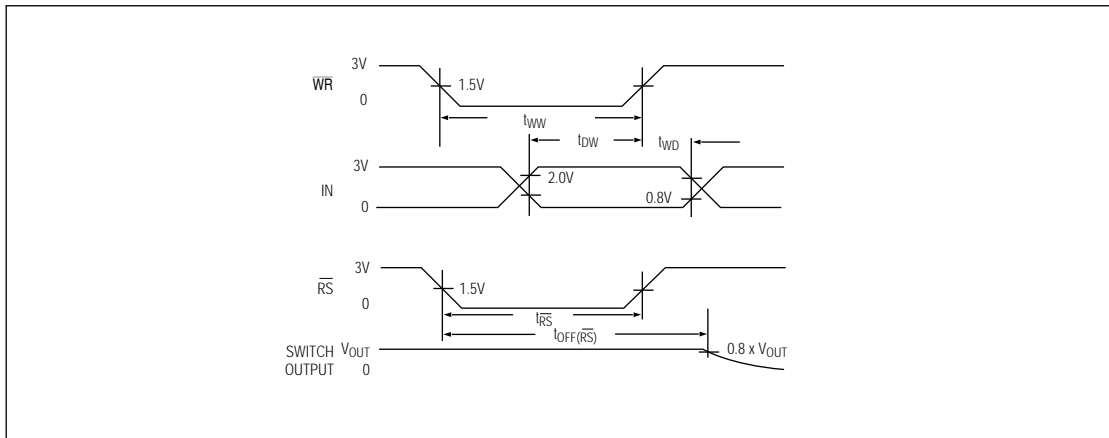 3V
WR
1.5V
0
tWW
tDW
tWD
3V
2.0V
IN
0.8V
0
3V
RS
1.5V
0
tRS
tOFF(RS)
SWITCH VOUT
0.8 x VOUT
OUTPUT 0